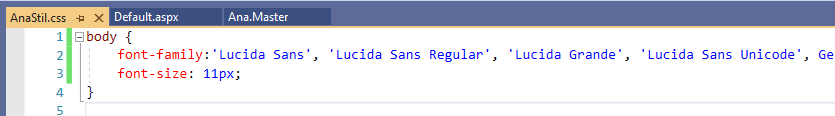 AnaStil.css Default.aspx Ana.Master
1 body {
2 font-family:'Lucida Sans', 'Lucida Sans Regular', 'Lucida Grande', 'Lucida Sans Unicode', Ge
3 font-size: 11px;
4 }
5